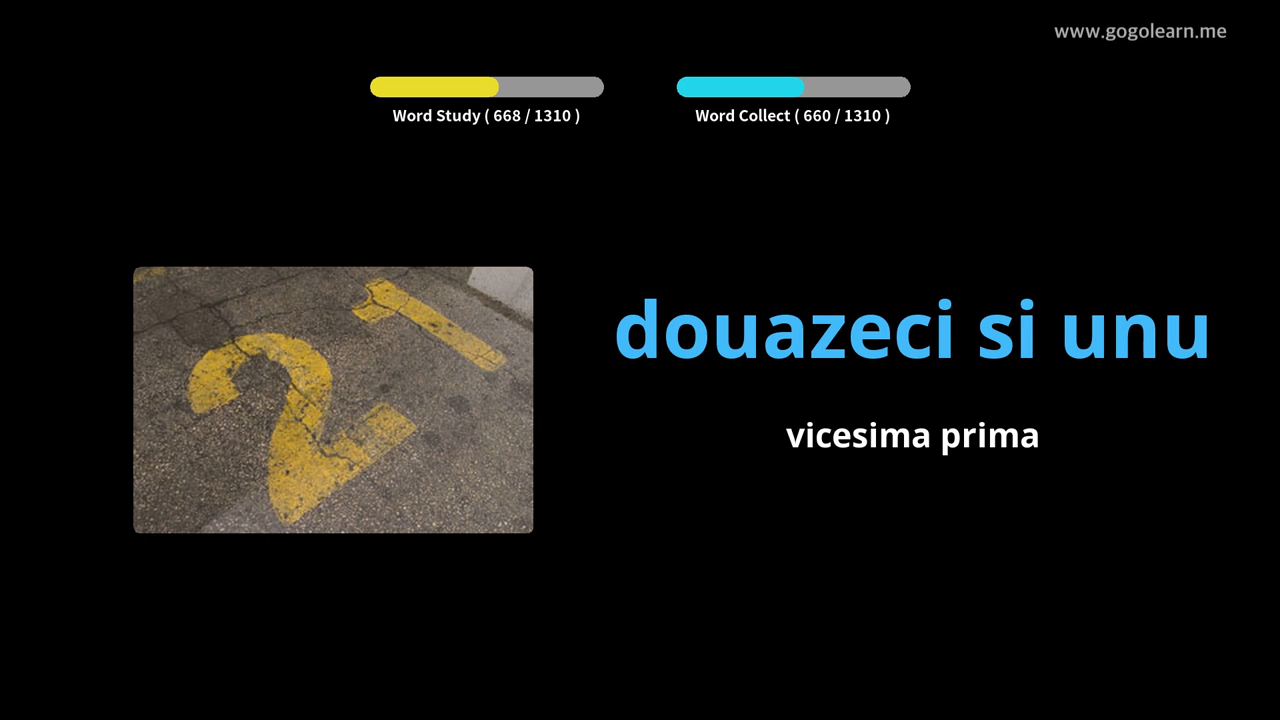 www.gogolearn.me
Word Study ( 668 / 1310 )
Word Collect ( 660 / 1310 )
21
douazeci si unu
vicesima prima